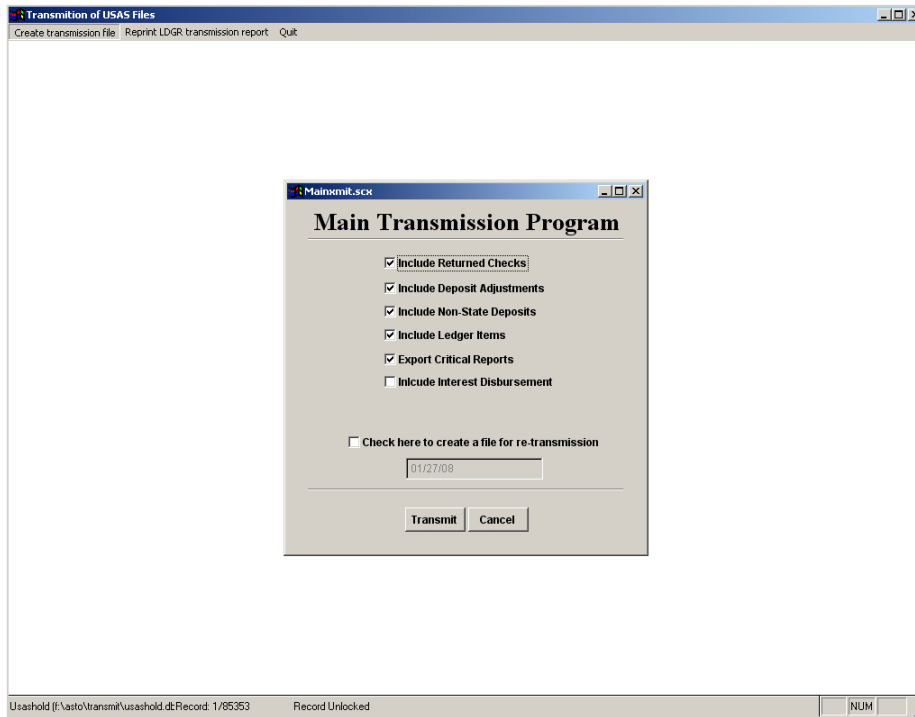 Transmition of USAS Files
Create transmission file Reprint LDGR transmission report Quit
Mainxmit.scx
Main Transmission Program
Include Returned Checks
Include Deposit Adjustments
Include Non-State Deposits
Include Ledger Items
Export Critical Reports
Inlcude Interest Disbursement
Check here to create a file for re-transmission
01/27/08
Transmit Cancel
Usashold (f:\asto\transmit\usashold.dt Record: 1/85353 Record Unlocked NUM